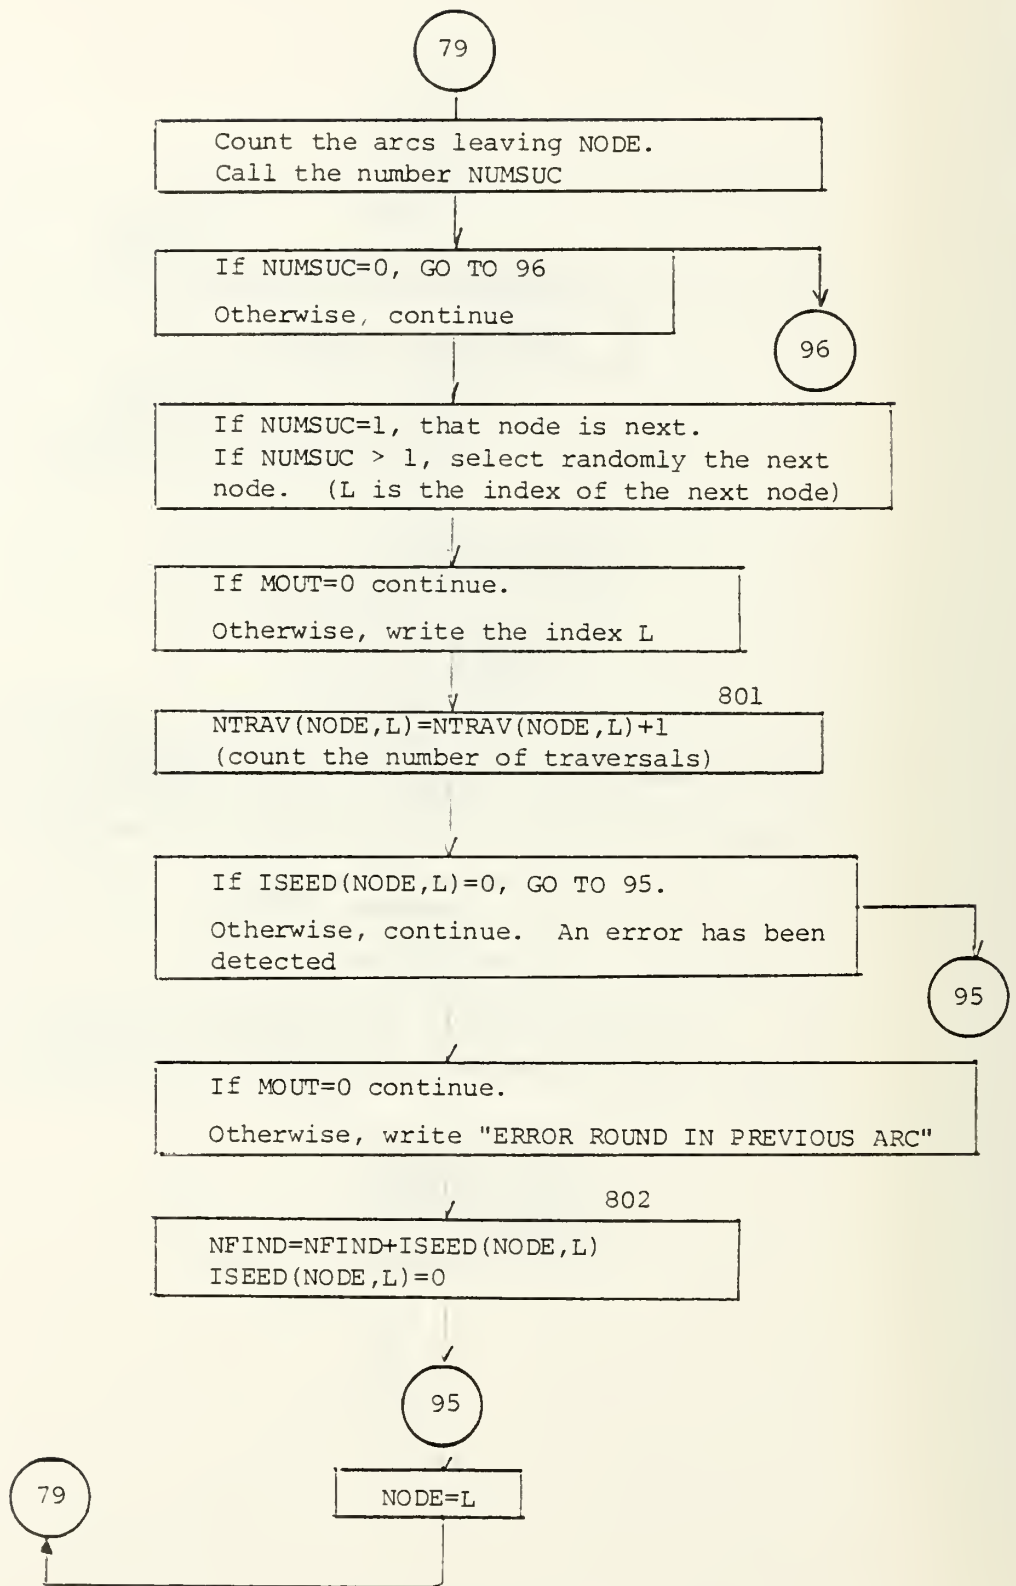 79
Count the arcs leaving NODE.
Call the number NUMSUC
If NUMSUC=0, GO TO 96
Otherwise, continue
96
If NUMSUC=1, that node is next.
If NUMSUC > 1, select randomly the next
node. (L is the index of the next node)
If MOUT=0 continue.
Otherwise, write the index L
801
NTRAV(NODE,L)=NTRAV(NODE,L)+1
(count the number of traversals)
If ISEED(NODE,L)=0, GO TO 95.
Otherwise, continue. An error has been
detected
95
If MOUT=0 continue.
Otherwise, write "ERROR ROUND IN PREVIOUS ARC"
802
NFIND=NFIND+ISEED(NODE,L)
ISEED(NODE,L)=0
95
79
NODE=L